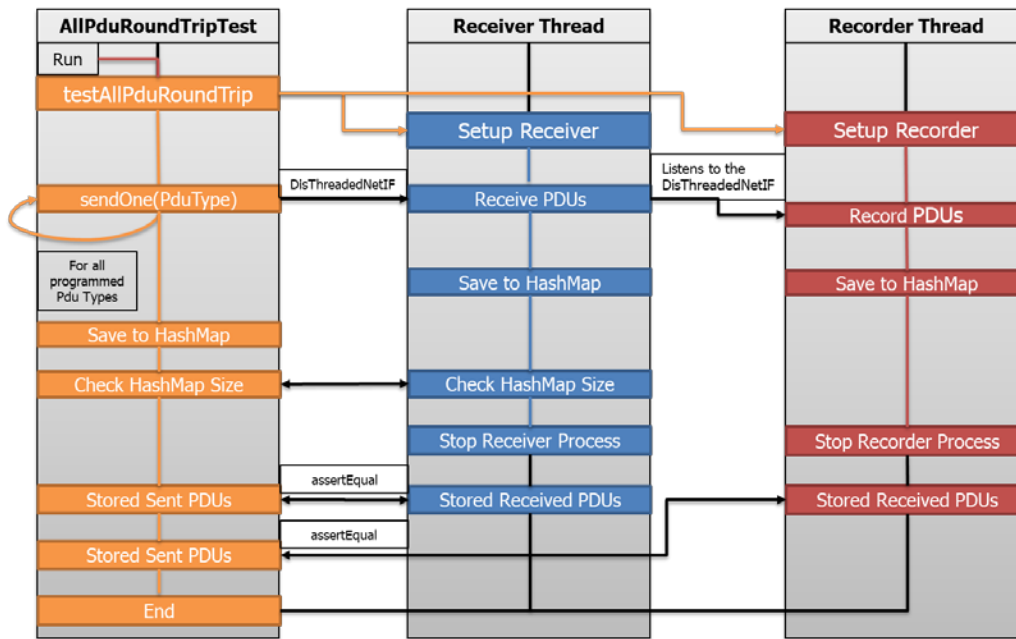 AllPduRoundTripTest
Receiver Thread
Recorder Thread
Run
testAllPduRoundTrip
Setup Receiver
Setup Recorder
DisThreadedNetIF
Listens to the
DisThreadedNetIF
sendOne(PduType)
Receive PDUs
Record PDUs
For all
programmed
Pdu Types
Save to HashMap
Save to HashMap
Save to HashMap
Check HashMap Size
Check HashMap Size
Stop Receiver Process
Stop Recorder Process
assertEqual
Stored Sent PDUs
Stored Received PDUs
Stored Received PDUs
assertEqual
Stored Sent PDUs
End